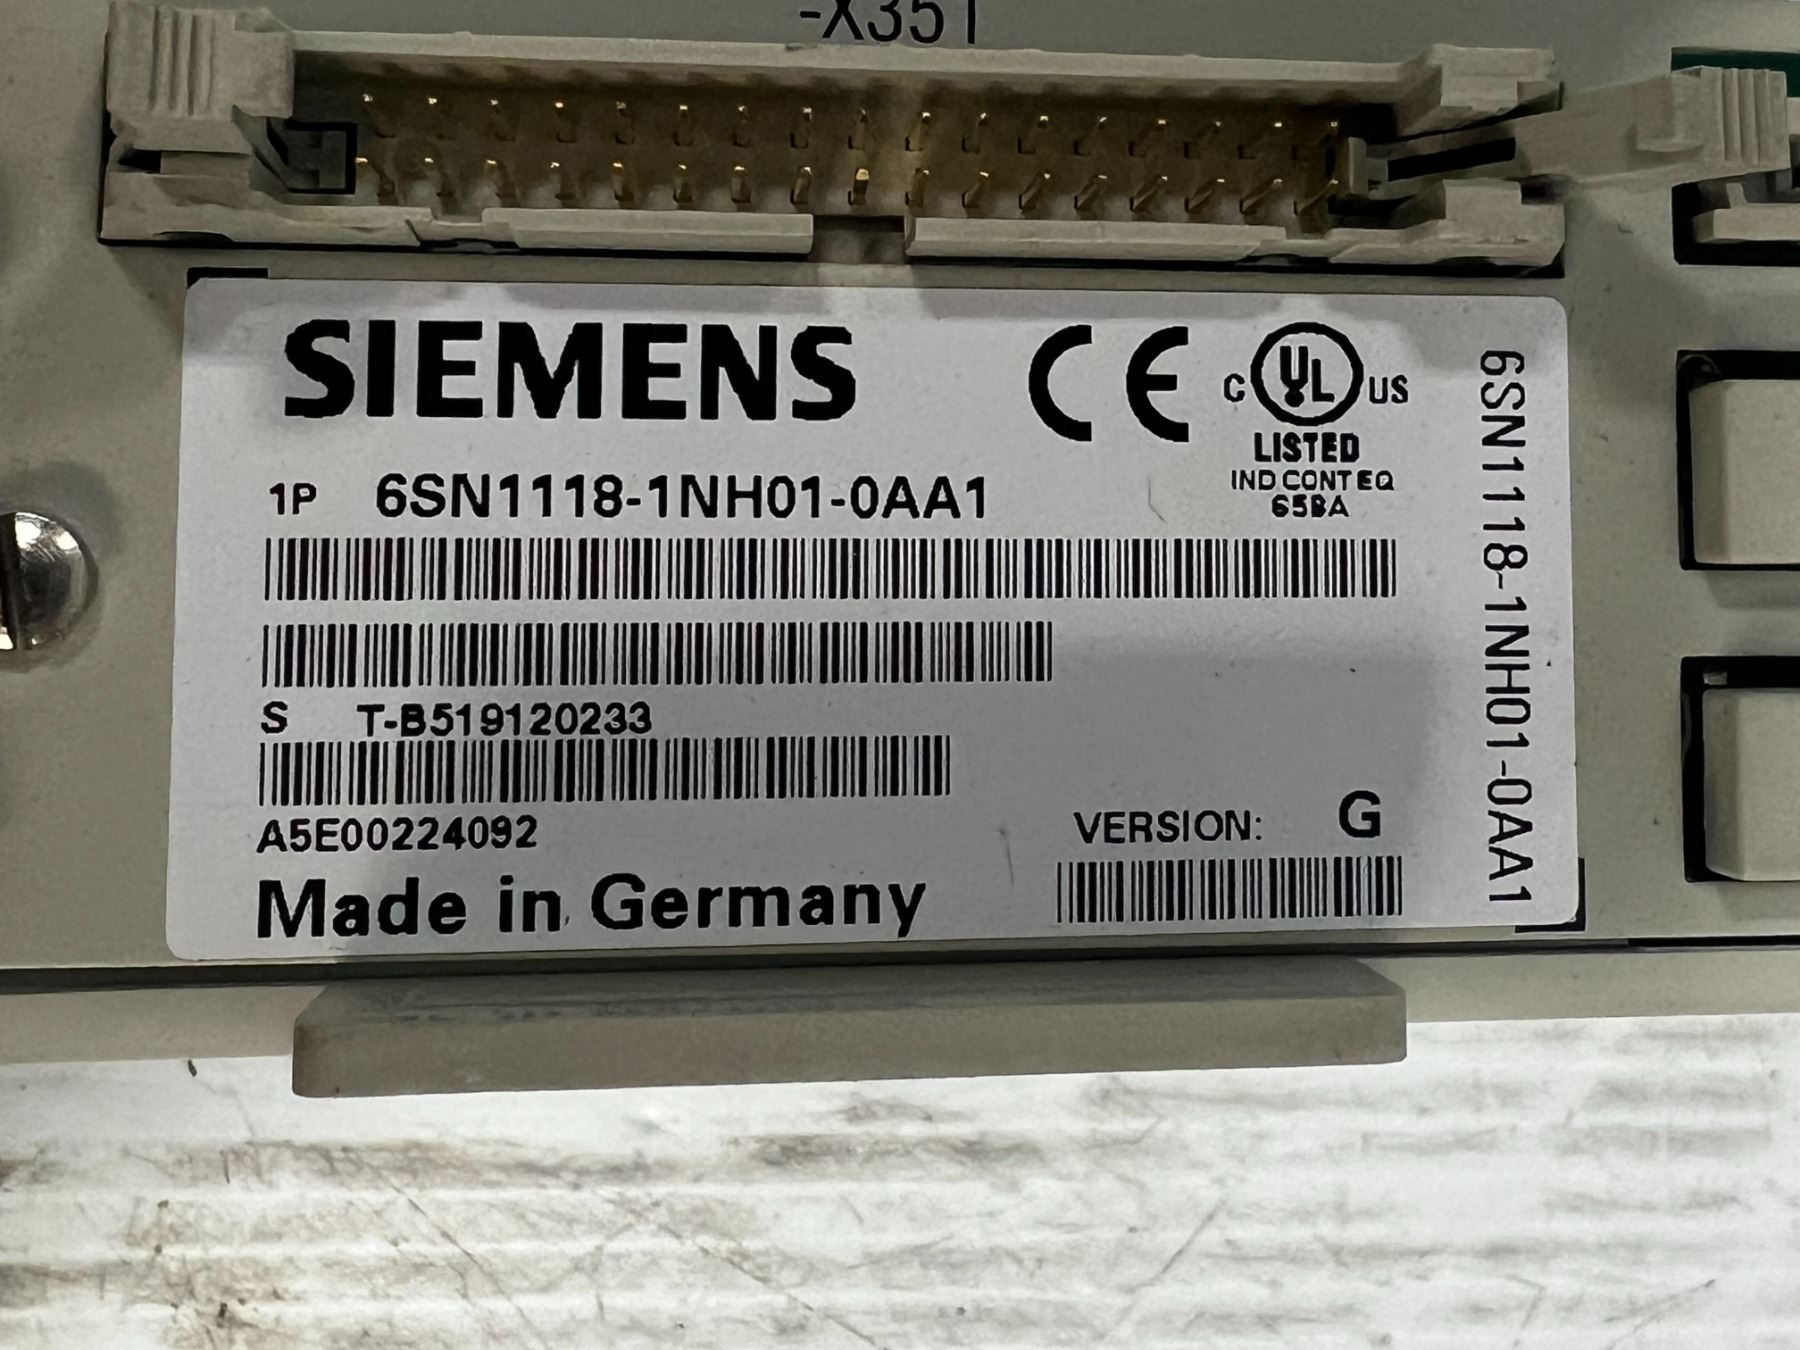 -X351
SIEMENS
CE
C UL US
LISTED
IND CONT EQ
65BA
1P 6SN1118-1NH01-0AA1
S T-B519120233
A5E00224092
VERSION: G
Made in Germany
6SN1118-1NH01-0AA1